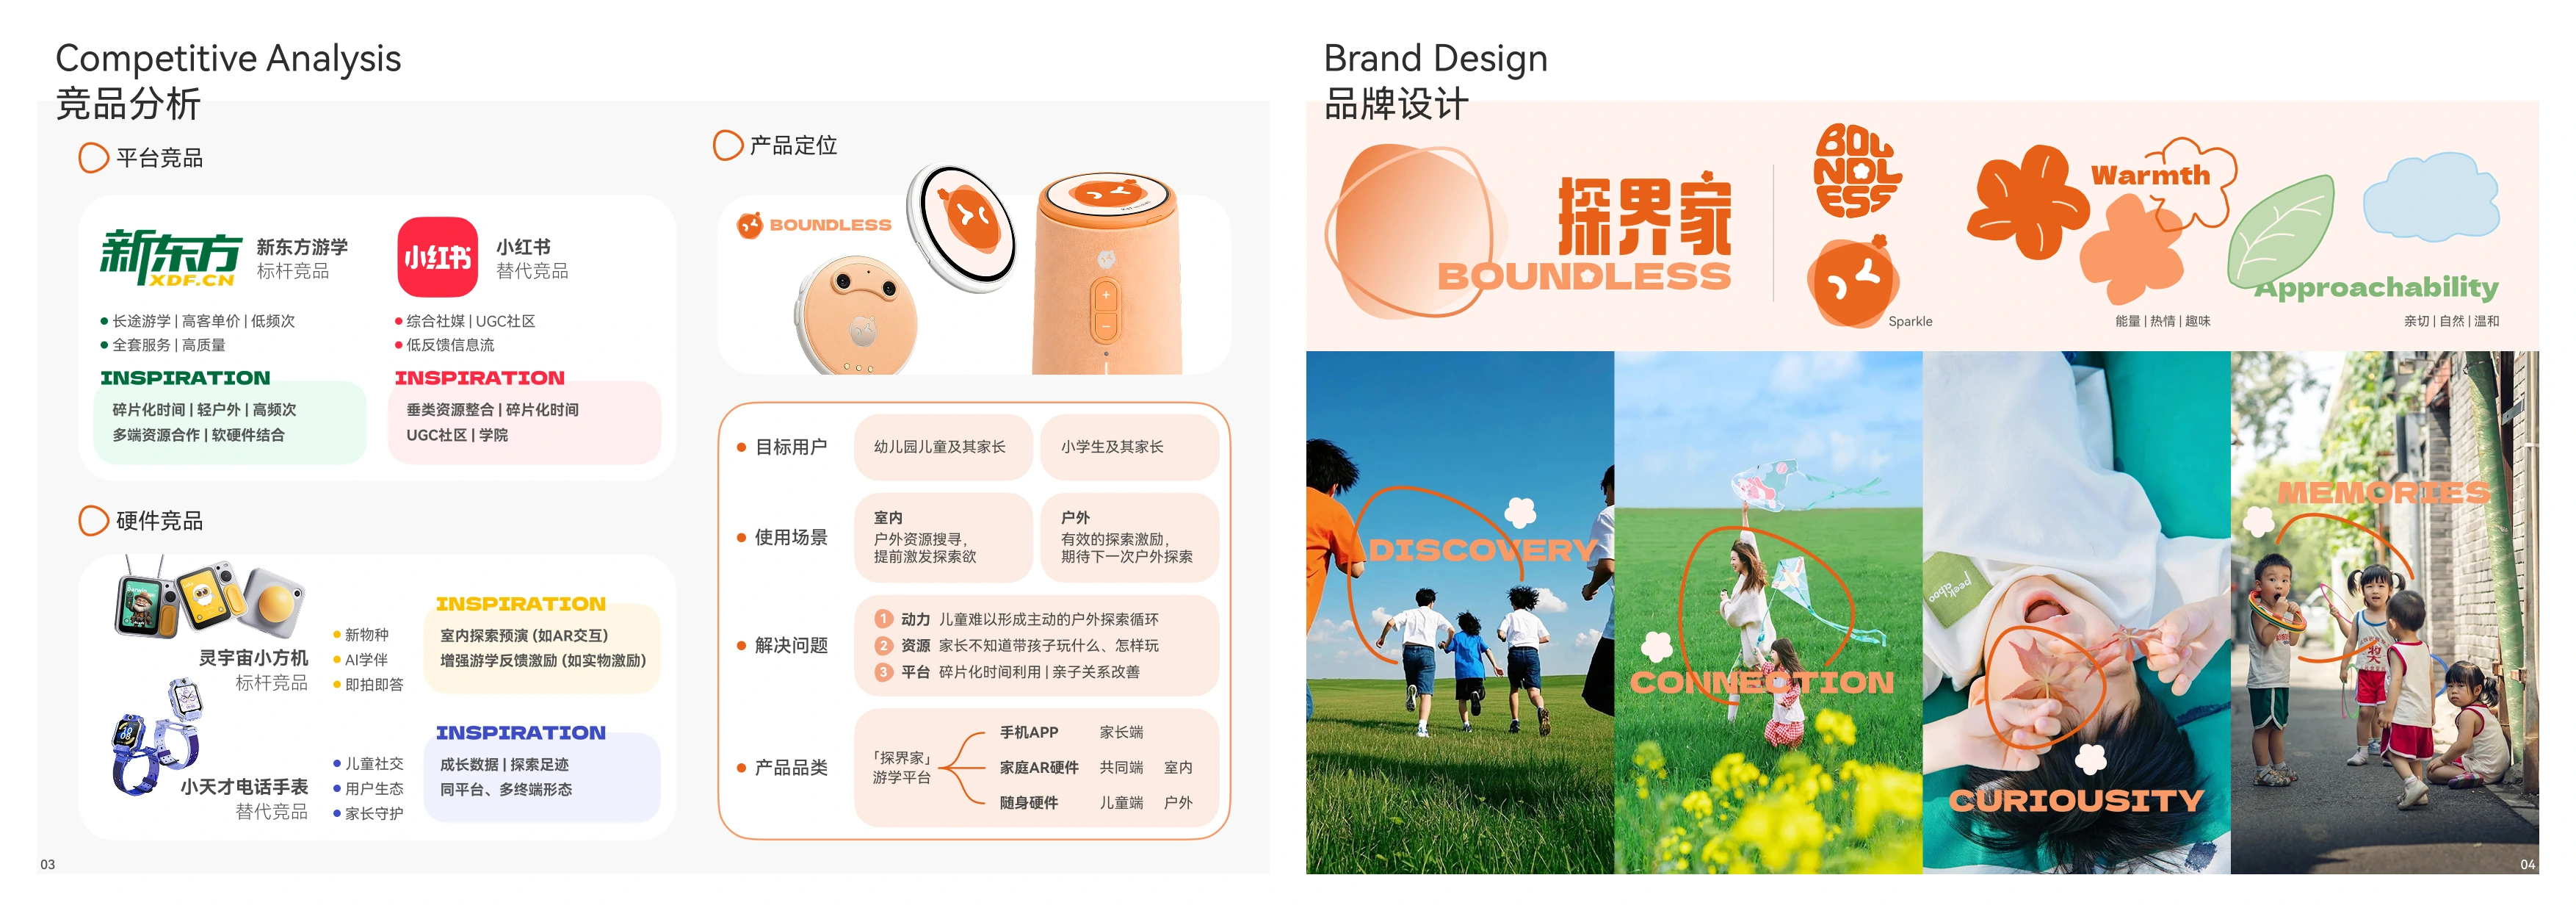 Competitive Analysis
竞品分析
平台竞品
新东方
XDF.CN
新东方游学
标杆竞品
小红书
小红书
替代竞品
长途游学 | 高客单价 | 低频次
全套服务 | 高质量
综合社媒 | UGC社区
低反馈信息流
INSPIRATION
碎片化时间 | 轻户外 | 高频次
多端资源合作 | 软硬件结合
INSPIRATION
垂类资源整合 | 碎片化时间
UGC社区 | 学院
硬件竞品
灵宇宙小方机
标杆竞品
新物种
AI学伴
即拍即答
INSPIRATION
室内探索预演 (如AR交互)
增强游学反馈激励 (如实物激励)
小天才电话手表
替代竞品
儿童社交
用户生态
家长守护
INSPIRATION
成长数据 | 探索足迹
同平台、多终端形态
产品定位
BOUNDLESS
目标用户
幼儿园儿童及其家长
小学生及其家长
使用场景
室内
户外资源搜寻，
提前激发探索欲
户外
有效的探索激励，
期待下一次户外探索
解决问题
1 动力 儿童难以形成主动的户外探索循环
2 资源 家长不知道带孩子玩什么、怎样玩
3 平台 碎片化时间利用 | 亲子关系改善
产品品类
「探界家」
游学平台
手机APP 家长端
家庭AR硬件 共同端 室内
随身硬件 儿童端 户外
03
Brand Design
品牌设计
探界家
BOUNDLESS
BOU
NDL
ESS
Sparkle
Warmth
能量 | 热情 | 趣味
Approachability
亲切 | 自然 | 温和
DISCOVERY
CONNECTION
peek
aboo
CURIOUSITY
MEMORIES
04